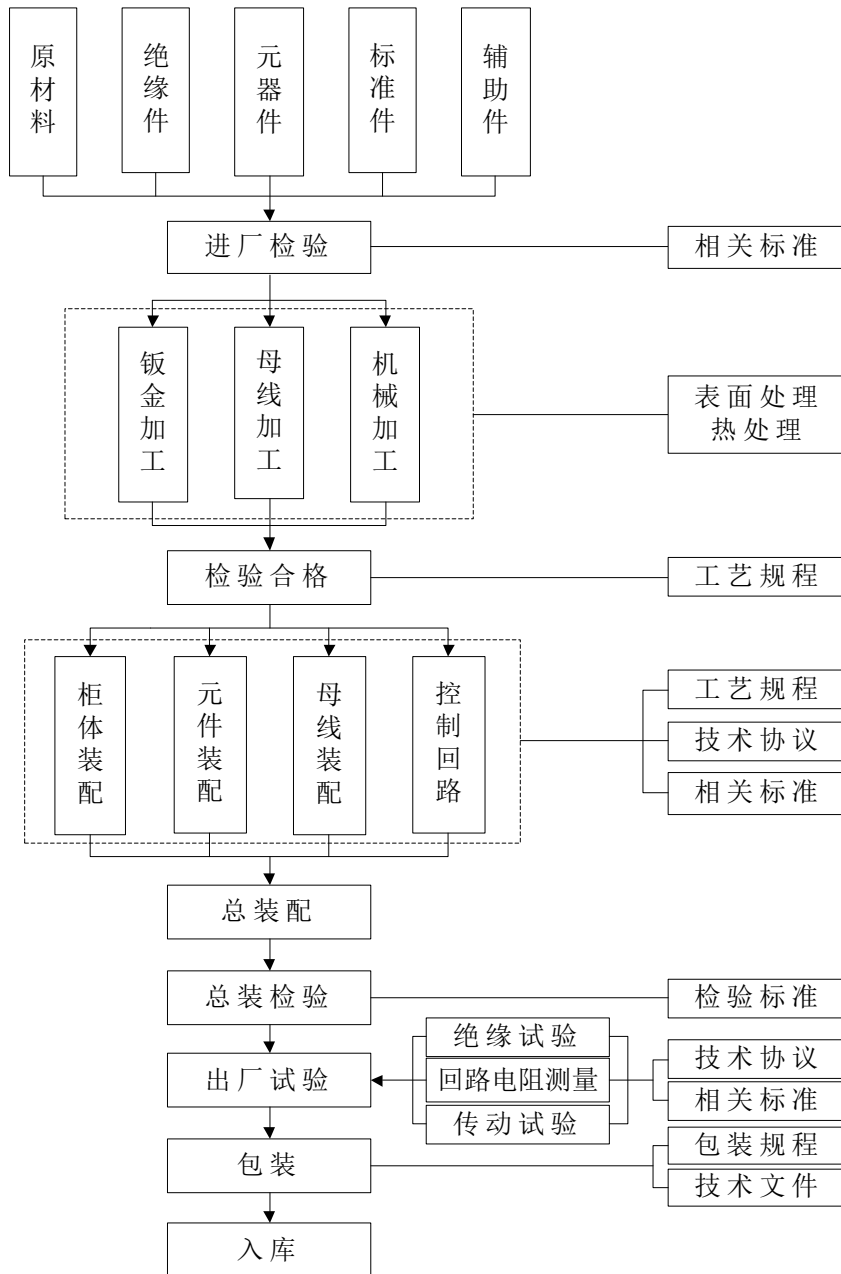 原材料
绝缘件
元器件
标准件
辅助件
进厂检验
相关标准
钣金加工
母线加工
机械加工
表面处理
热处理
检验合格
工艺规程
柜体装配
元件装配
母线装配
控制回路
工艺规程
技术协议
相关标准
总装配
总装检验
检验标准
绝缘试验
出厂试验
回路电阻测量
传动试验
技术协议
相关标准
包装
包装规程
技术文件
入库